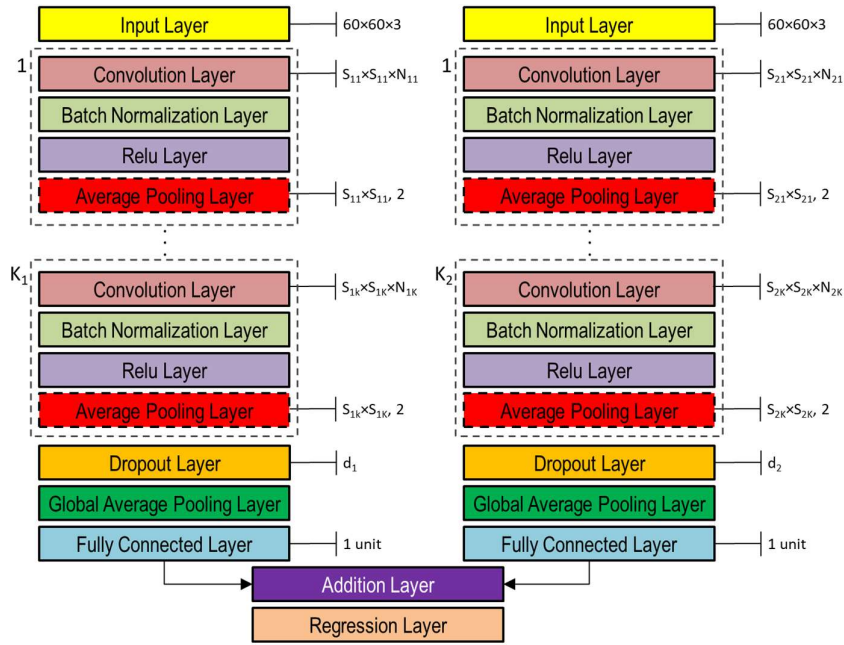 Input Layer 60×60×3
1
Convolution Layer S₁₁×S₁₁×N₁₁
Batch Normalization Layer
Relu Layer
Average Pooling Layer S₁₁×S₁₁, 2
⋮
K₁
Convolution Layer S₁ₖ×S₁K×N₁K
Batch Normalization Layer
Relu Layer
Average Pooling Layer S₁ₖ×S₁K, 2
Dropout Layer d₁
Global Average Pooling Layer
Fully Connected Layer 1 unit
Input Layer 60×60×3
1
Convolution Layer S₂₁×S₂₁×N₂₁
Batch Normalization Layer
Relu Layer
Average Pooling Layer S₂₁×S₂₁, 2
⋮
K₂
Convolution Layer S₂K×S₂K×N₂K
Batch Normalization Layer
Relu Layer
Average Pooling Layer S₂K×S₂K, 2
Dropout Layer d₂
Global Average Pooling Layer
Fully Connected Layer 1 unit
Addition Layer
Regression Layer